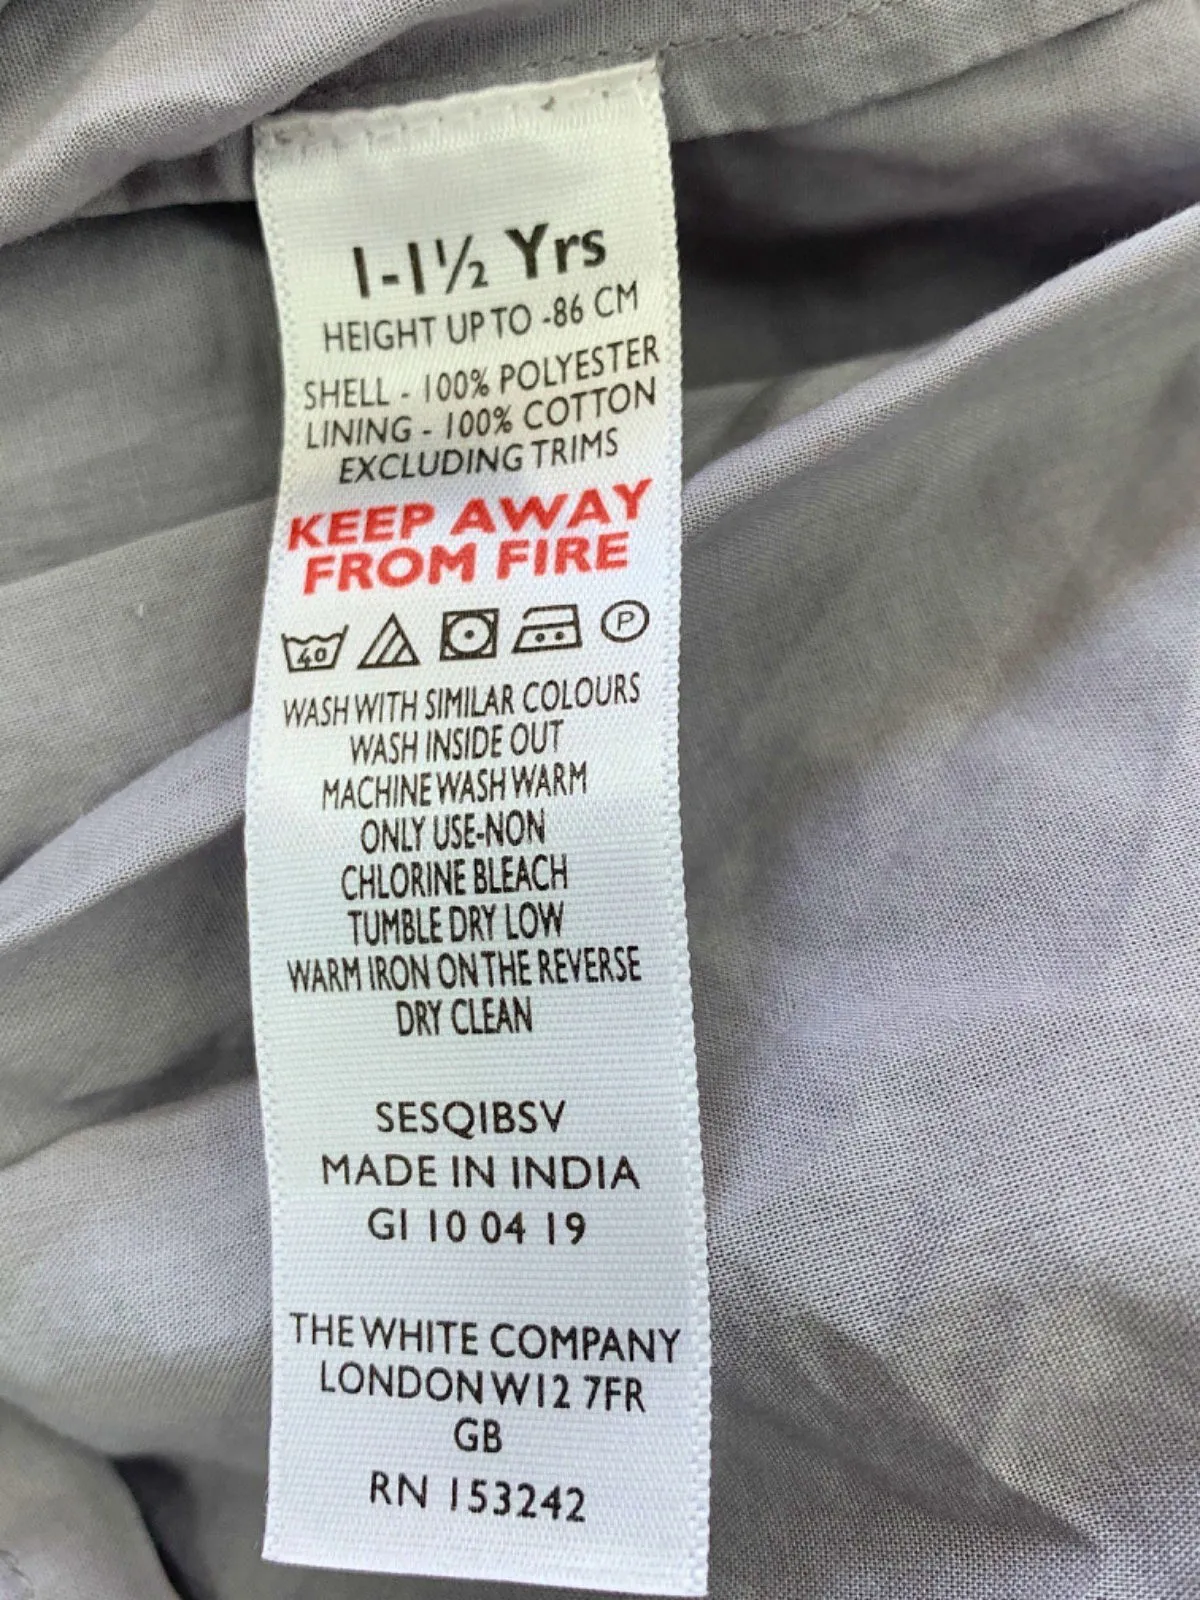 1-1½ Yrs
HEIGHT UP TO -86 CM
SHELL - 100% POLYESTER
LINING - 100% COTTON
EXCLUDING TRIMS
KEEP AWAY
FROM FIRE
40 P
WASH WITH SIMILAR COLOURS
WASH INSIDE OUT
MACHINE WASH WARM
ONLY USE-NON
CHLORINE BLEACH
TUMBLE DRY LOW
WARM IRON ON THE REVERSE
DRY CLEAN
SESQIBSV
MADE IN INDIA
GI 10 04 19
THE WHITE COMPANY
LONDON W12 7FR
GB
RN 153242